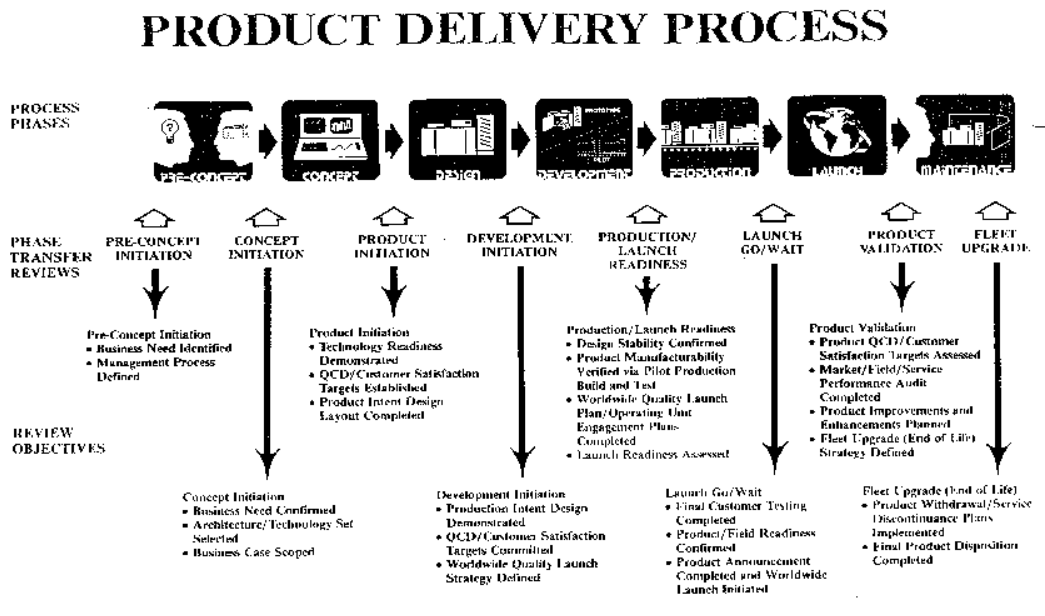 PRODUCT DELIVERY PROCESS
PROCESS
PHASES
PRE-CONCEPT
CONCEPT
DESIGN
PROTOTYPES
PILOT
DEVELOPMENT
PRODUCTION
LAUNCH
MAINTENANCE
PHASE
TRANSFER
REVIEWS
PRE-CONCEPT
INITIATION
CONCEPT
INITIATION
PRODUCT
INITIATION
DEVELOPMENT
INITIATION
PRODUCTION/
LAUNCH
READINESS
LAUNCH
GO/WAIT
PRODUCT
VALIDATION
FLEET
UPGRADE
REVIEW
OBJECTIVES
Pre-Concept Initiation
• Business Need Identified
• Management Process
Defined
Concept Initiation
• Business Need Confirmed
• Architecture/Technology Set
Selected
• Business Case Scoped
Product Initiation
• Technology Readiness
Demonstrated
• QCD/Customer Satisfaction
Targets Established
• Product Intent Design
Layout Completed
Development Initiation
• Production Intent Design
Demonstrated
• QCD/Customer Satisfaction
Targets Committed
• Worldwide Quality Launch
Strategy Defined
Production/Launch Readiness
• Design Stability Confirmed
• Product Manufacturability
Verified via Pilot Production
Build and Test
• Worldwide Quality Launch
Plan/Operating Unit
Engagement Plans
Completed
• Launch Readiness Assessed
Launch Go/Wait
• Final Customer Testing
Completed
• Product/Field Readiness
Confirmed
• Product Announcement
Completed and Worldwide
Launch Initiated
Product Validation
• Product QCD/Customer
Satisfaction Targets Assessed
• Market/Field/Service
Performance Audit
Completed
• Product Improvements and
Enhancements Planned
• Fleet Upgrade (End of Life)
Strategy Defined
Fleet Upgrade (End of Life)
• Product Withdrawal/Service
Discontinuance Plans
Implemented
• Final Product Disposition
Completed